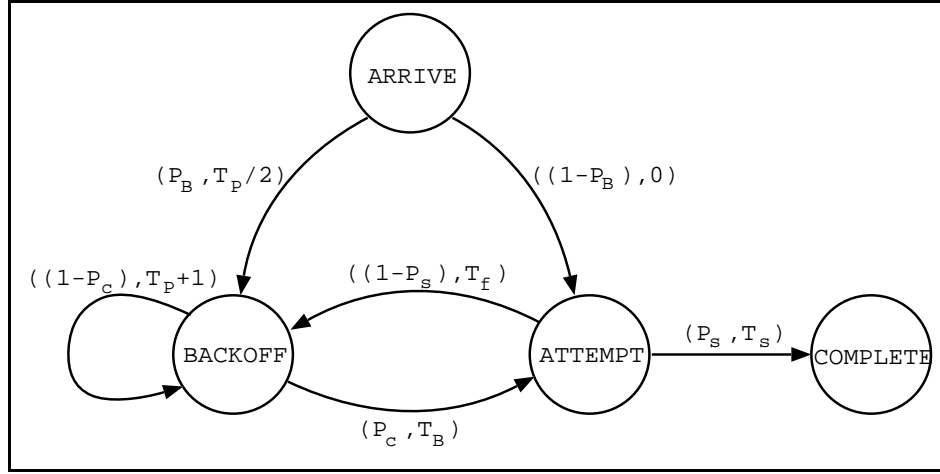 ARRIVE
(P_B ,T_P/2)
((1-P_B ),0)
((1-P_c),T_P+1)
((1-P_s),T_f)
(P_s ,T_s)
BACKOFF
ATTEMPT
COMPLETE
(P_c ,T_B)